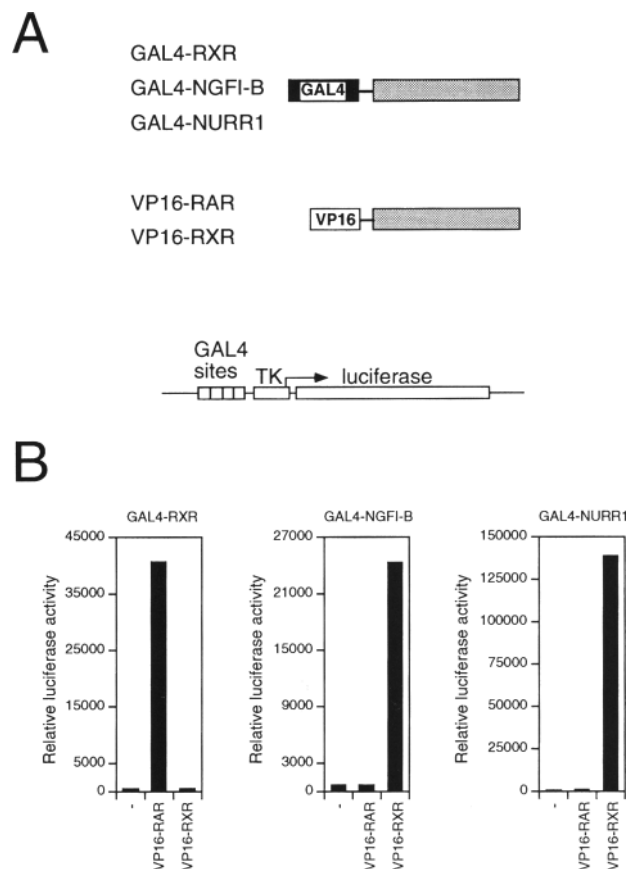 A
GAL4-RXR
GAL4-NGFI-B
GAL4-NURR1
GAL4
VP16-RAR
VP16-RXR
VP16
GAL4
sites
TK
luciferase
B
GAL4-RXR
Relative luciferase activity
45000
35000
25000
15000
5000
0
-
VP16-RAR
VP16-RXR
GAL4-NGFI-B
Relative luciferase activity
27000
21000
15000
9000
3000
0
-
VP16-RAR
VP16-RXR
GAL4-NURR1
Relative luciferase activity
150000
125000
100000
75000
50000
25000
0
-
VP16-RAR
VP16-RXR